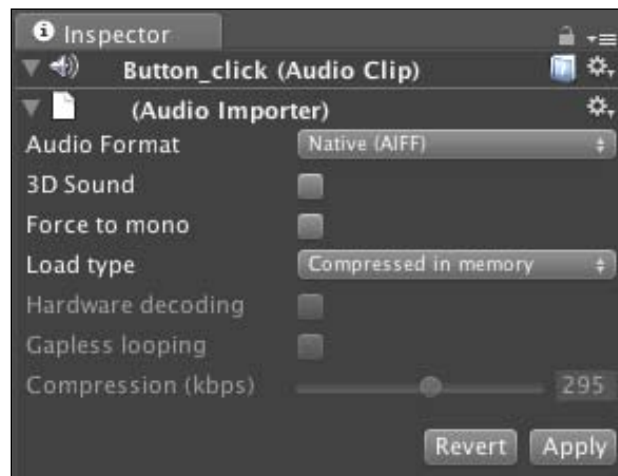 Inspector
Button_click (Audio Clip)
(Audio Importer)
Audio Format Native (AIFF)
3D Sound
Force to mono
Load type Compressed in memory
Hardware decoding
Gapless looping
Compression (kbps) 295
Revert Apply